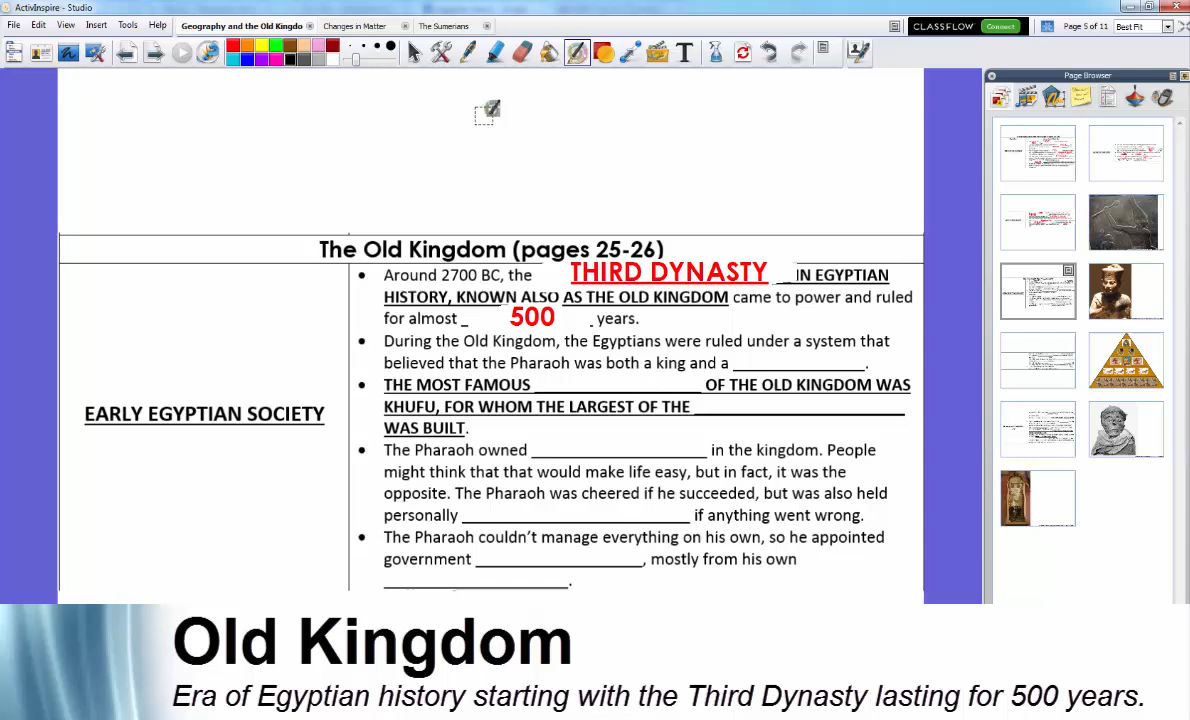 ActivInspire - Studio
File Edit View Insert Tools Help Geography and the Old Kingdo Changes in Matter The Sumerians CLASSFLOW Connect Page 5 of 11 Best Fit
Page Browser
The Old Kingdom (pages 25-26)
Around 2700 BC, the THIRD DYNASTY IN EGYPTIAN
HISTORY, KNOWN ALSO AS THE OLD KINGDOM came to power and ruled
for almost _ 500 _ years.
During the Old Kingdom, the Egyptians were ruled under a system that
believed that the Pharaoh was both a king and a ______________.
THE MOST FAMOUS __________________ OF THE OLD KINGDOM WAS
EARLY EGYPTIAN SOCIETY
KHUFU, FOR WHOM THE LARGEST OF THE ______________________
WAS BUILT.
The Pharaoh owned ___________________ in the kingdom. People
might think that that would make life easy, but in fact, it was the
opposite. The Pharaoh was cheered if he succeeded, but was also held
personally _________________________ if anything went wrong.
The Pharaoh couldn't manage everything on his own, so he appointed
government __________________, mostly from his own
____________________.
Old Kingdom
Era of Egyptian history starting with the Third Dynasty lasting for 500 years.